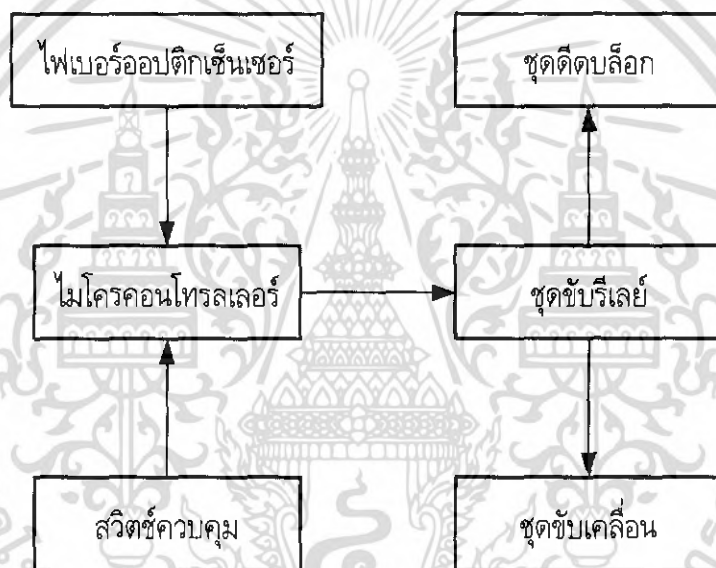 ไฟเบอร์ออปติกเซ็นเซอร์
ชุดดีดบล็อก
ไมโครคอนโทรลเลอร์
ชุดขับรีเลย์
สวิตช์ควบคุม
ชุดขับเคลื่อน